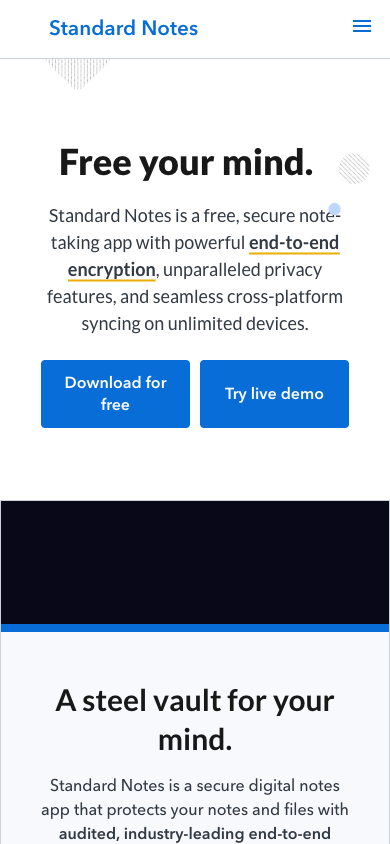 Standard Notes
Free your mind.
Standard Notes is a free, secure note-
taking app with powerful end-to-end
encryption, unparalleled privacy
features, and seamless cross-platform
syncing on unlimited devices.
Download for
free
Try live demo
A steel vault for your
mind.
Standard Notes is a secure digital notes
app that protects your notes and files with
audited, industry-leading end-to-end